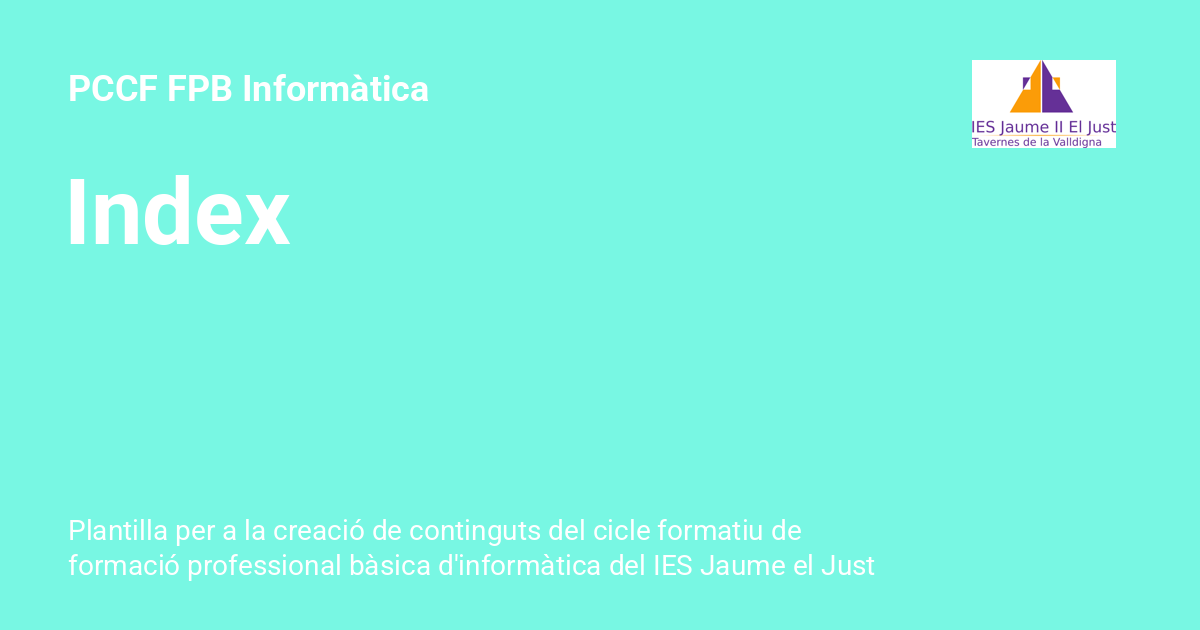 PCCF FPB Informàtica
IES Jaume II El Just
Tavernes de la Valldigna
Index
Plantilla per a la creació de continguts del cicle formatiu de
formació professional bàsica d'informàtica del IES Jaume el Just